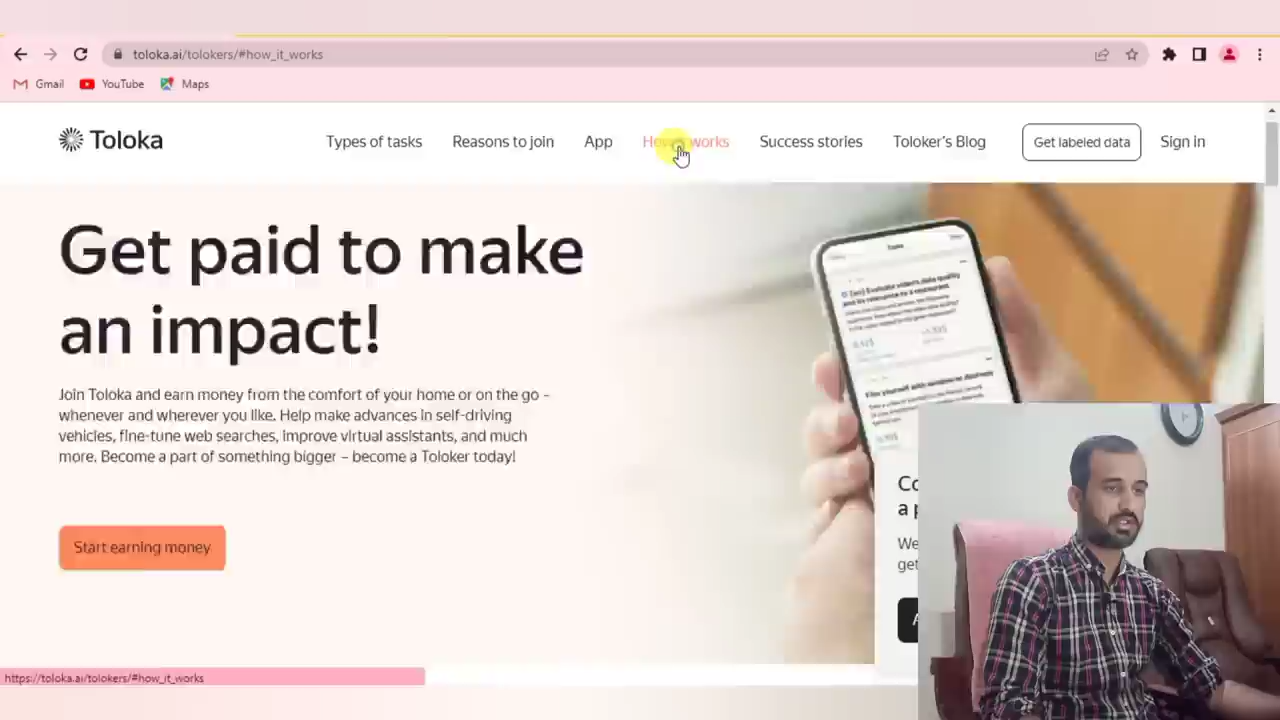 toloka.ai/tolokers/#how_it_works
Gmail YouTube Maps
Toloka
Types of tasks Reasons to join App How it works Success stories Toloker's Blog Get labeled data Sign in
Get paid to make
an impact!
Join Toloka and earn money from the comfort of your home or on the go –
whenever and wherever you like. Help make advances in self-driving
vehicles, fine-tune web searches, improve virtual assistants, and much
more. Become a part of something bigger – become a Toloker today!
Start earning money
We
https://toloka.ai/tolokers/#how_it_works